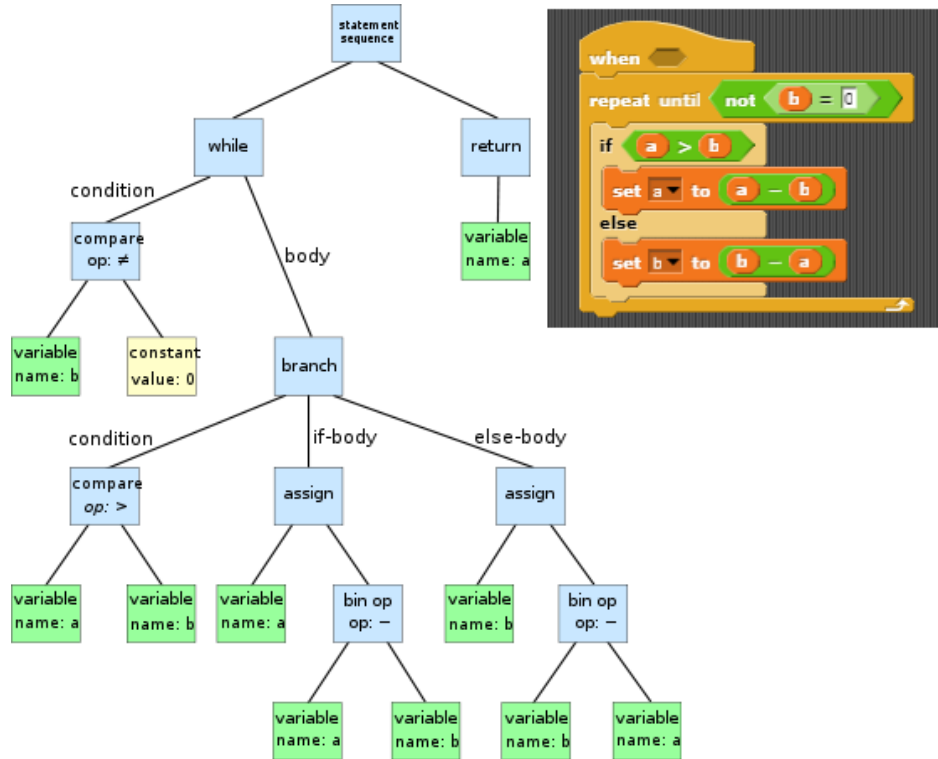 statement
sequence
while
return
condition
body
compare
op: ≠
variable
name: a
variable
name: b
constant
value: 0
branch
condition
if-body
else-body
compare
op: >
assign
assign
variable
name: a
variable
name: b
variable
name: a
bin op
op: −
variable
name: b
bin op
op: −
variable
name: a
variable
name: b
variable
name: b
variable
name: a
when
repeat until not b = 0
if a > b
set a to a − b
else
set b to b − a